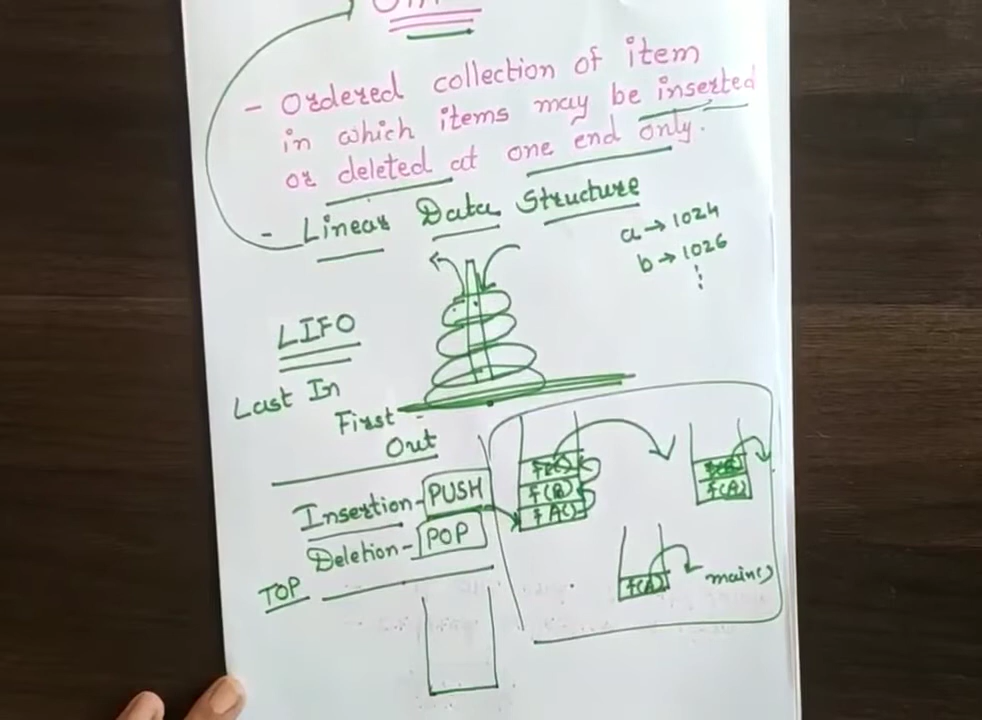 - Ordered collection of item
in which items may be inserted
or deleted at one end only.
- Linear Data Structure
a → 1024
b → 1026
LIFO
Last In
First
Out
Insertion - PUSH
Deletion - POP
TOP
f(B)
f A()
f(A)
f(A)
main()